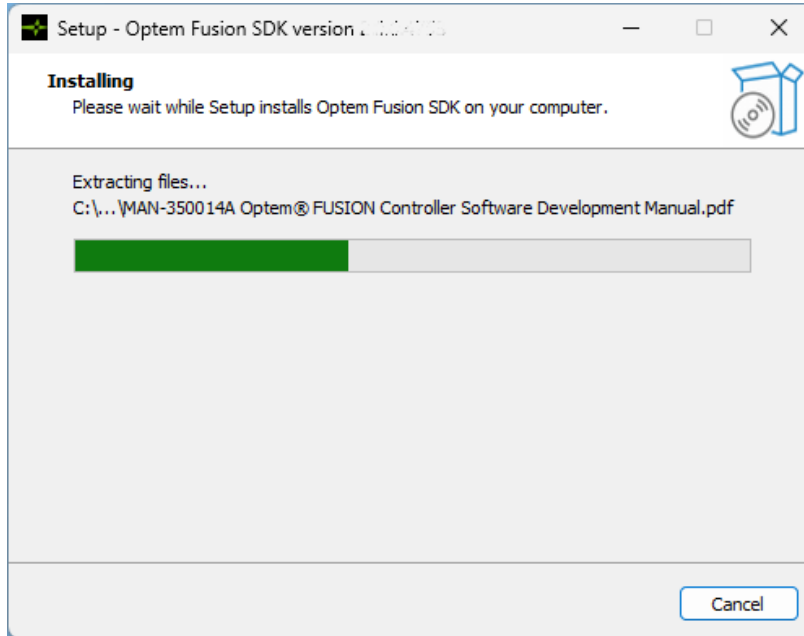 Setup - Optem Fusion SDK version
Installing
Please wait while Setup installs Optem Fusion SDK on your computer.
Extracting files...
C:\...\MAN-350014A Optem® FUSION Controller Software Development Manual.pdf
Cancel